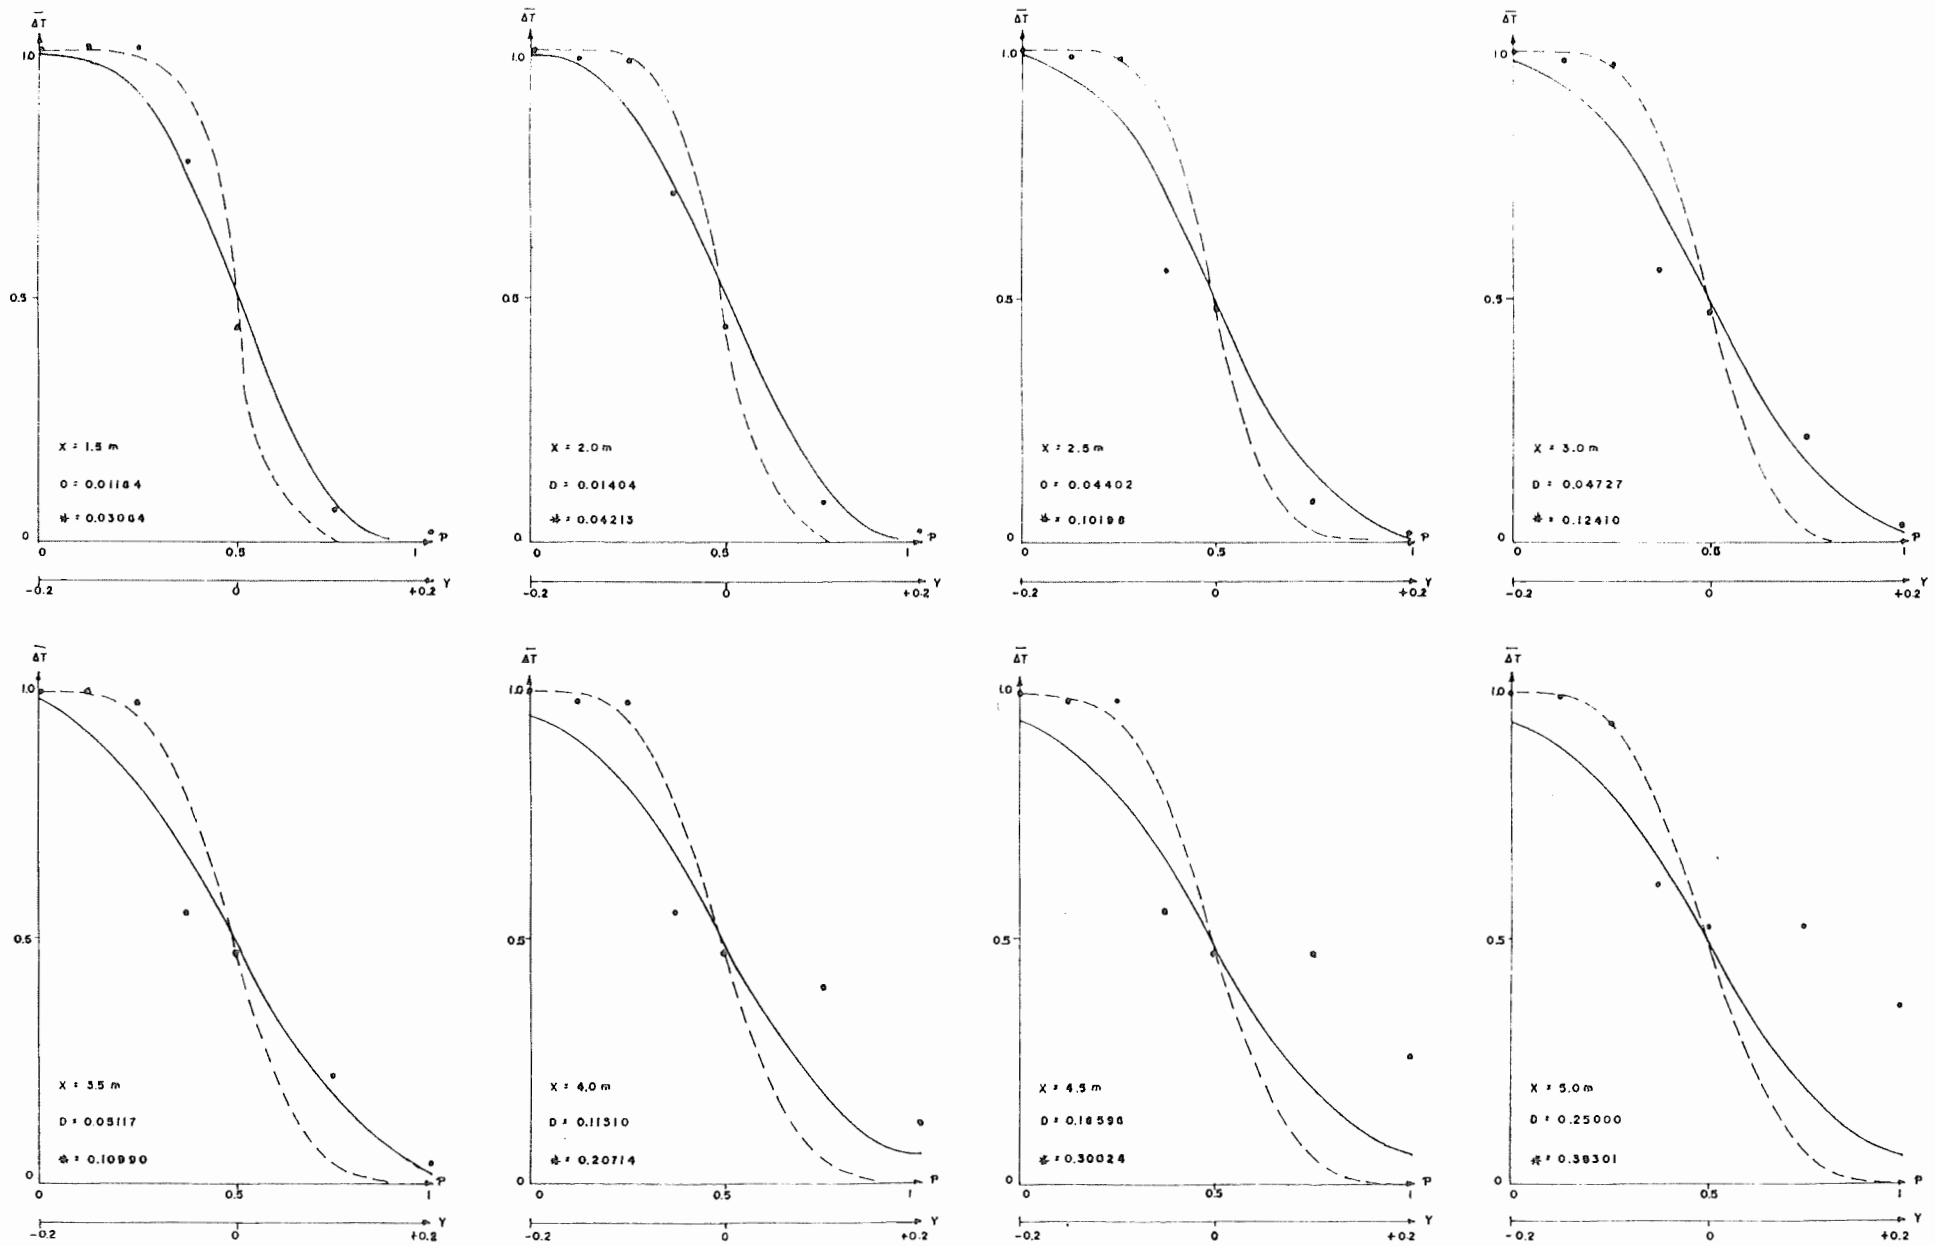 ΔT
1.0
0.5
0
X = 1.5 m
D = 0.01184
* = 0.03064
0 0.5 1 P
-0.2 0 +0.2 Y
ΔT
1.0
0.5
X = 2.0 m
D = 0.01404
* = 0.04213
0
0 0.5 1 P
-0.2 0 +0.2 Y
ΔT
1.0
0.5
X = 2.5 m
D = 0.04402
* = 0.10198
0
0 0.5 1 P
-0.2 0 +0.2 Y
ΔT
1.0
0.5
X = 3.0 m
D = 0.04727
* = 0.12410
0
0 0.5 1 P
-0.2 0 +0.2 Y
ΔT
1.0
0.5
X = 3.5 m
D = 0.05117
* = 0.10990
0
0 0.5 1 P
-0.2 0 +0.2 Y
ΔT
1.0
0.5
X = 4.0 m
D = 0.11310
* = 0.20714
0
0 0.5 1 P
-0.2 0 +0.2 Y
ΔT
1.0
0.5
X = 4.5 m
D = 0.18598
* = 0.30024
0
0 0.5 1 P
-0.2 0 +0.2 Y
ΔT
1.0
0.5
X = 5.0 m
D = 0.25000
* = 0.38301
0
0 0.5 1 P
-0.2 0 +0.2 Y